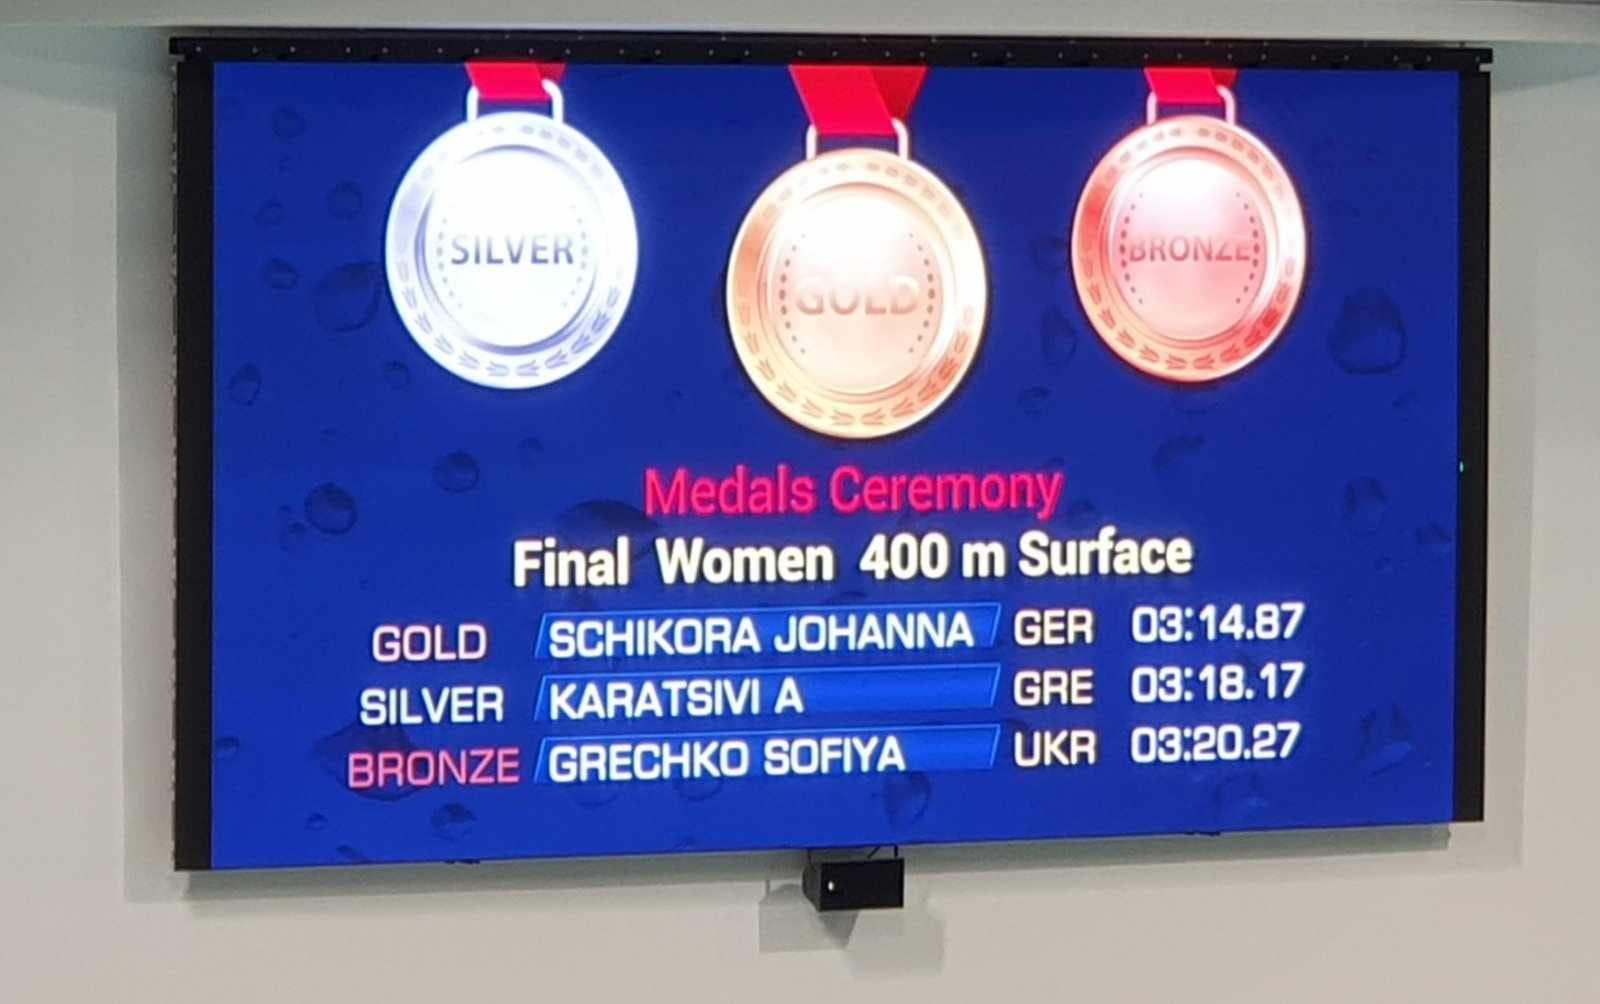 SILVER
GOLD
BRONZE
Medals Ceremony
Final Women 400 m Surface
GOLD SCHIKORA JOHANNA GER 03:14.87
SILVER KARATSIVI A GRE 03:18.17
BRONZE GRECHKO SOFIYA UKR 03:20.27